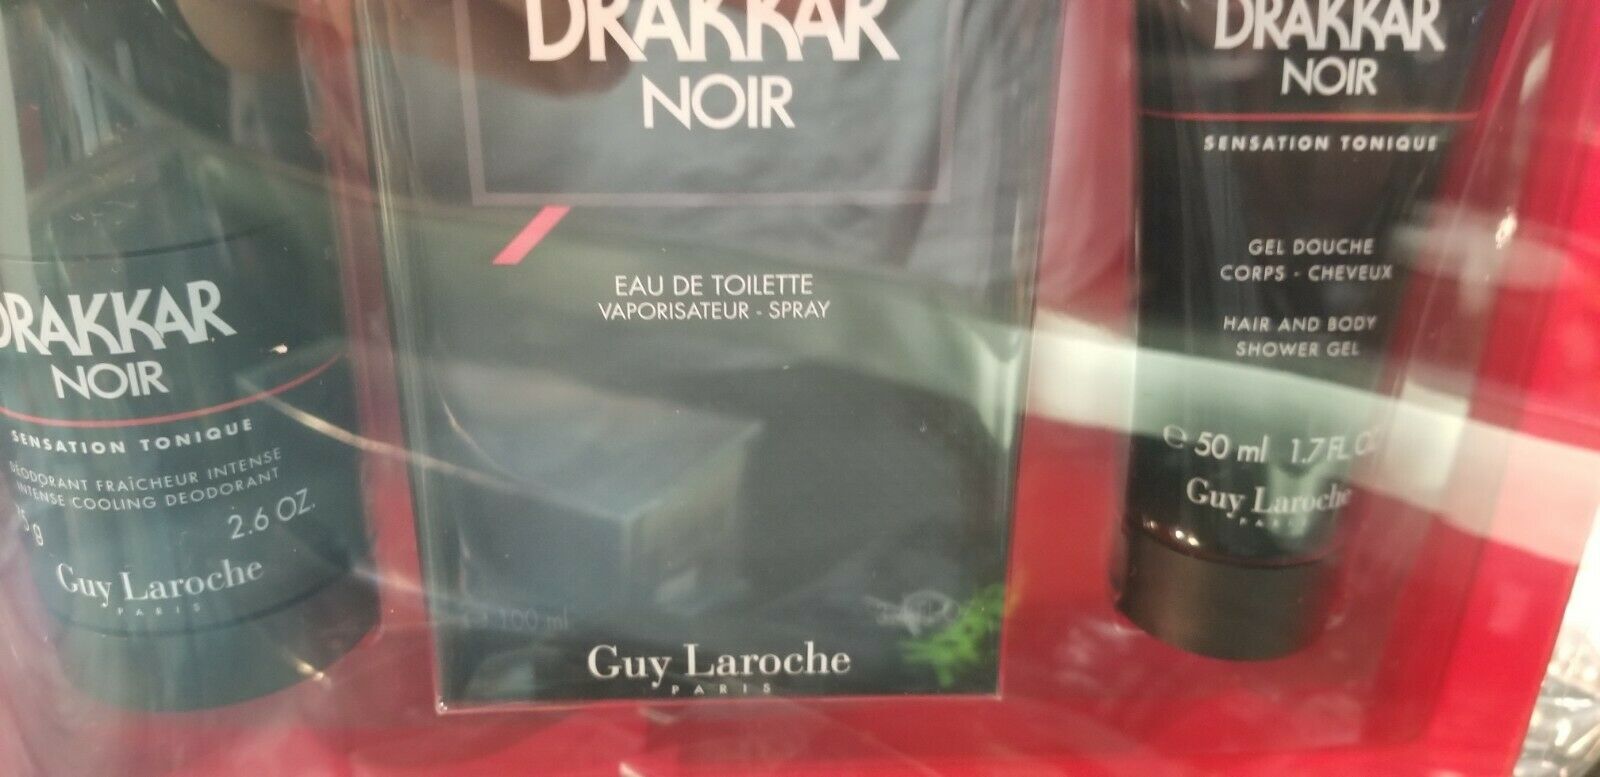 DRAKKAR
NOIR
SENSATION TONIQUE
DÉODORANT FRAÎCHEUR INTENSE
INTENSE COOLING DEODORANT
2.6 OZ.
Guy Laroche
PARIS
DRAKKAR
NOIR
EAU DE TOILETTE
VAPORISATEUR - SPRAY
100 ml
Guy Laroche
PARIS
DRAKKAR
NOIR
SENSATION TONIQUE
GEL DOUCHE
CORPS - CHEVEUX
HAIR AND BODY
SHOWER GEL
℮ 50 ml 1.7 FL OZ
Guy Laroche
PARIS